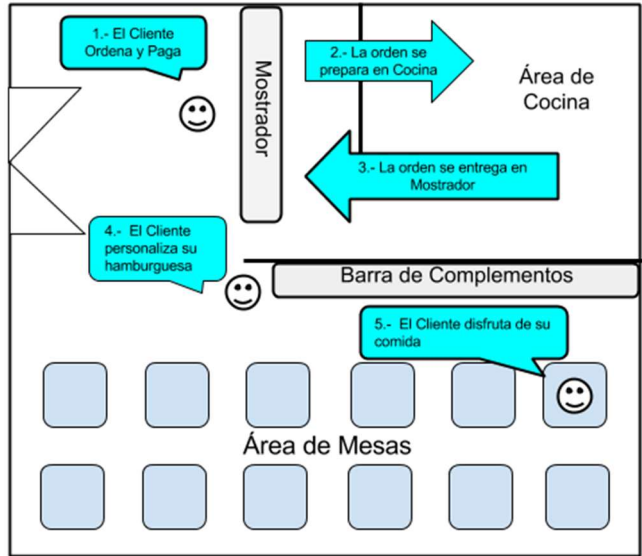 1.- El Cliente
Ordena y Paga
Mostrador
2.- La orden se
prepara en Cocina
Área de
Cocina
3.- La orden se entrega en
Mostrador
4.- El Cliente
personaliza su
hamburguesa
Barra de Complementos
5.- El Cliente disfruta de su
comida
Área de Mesas